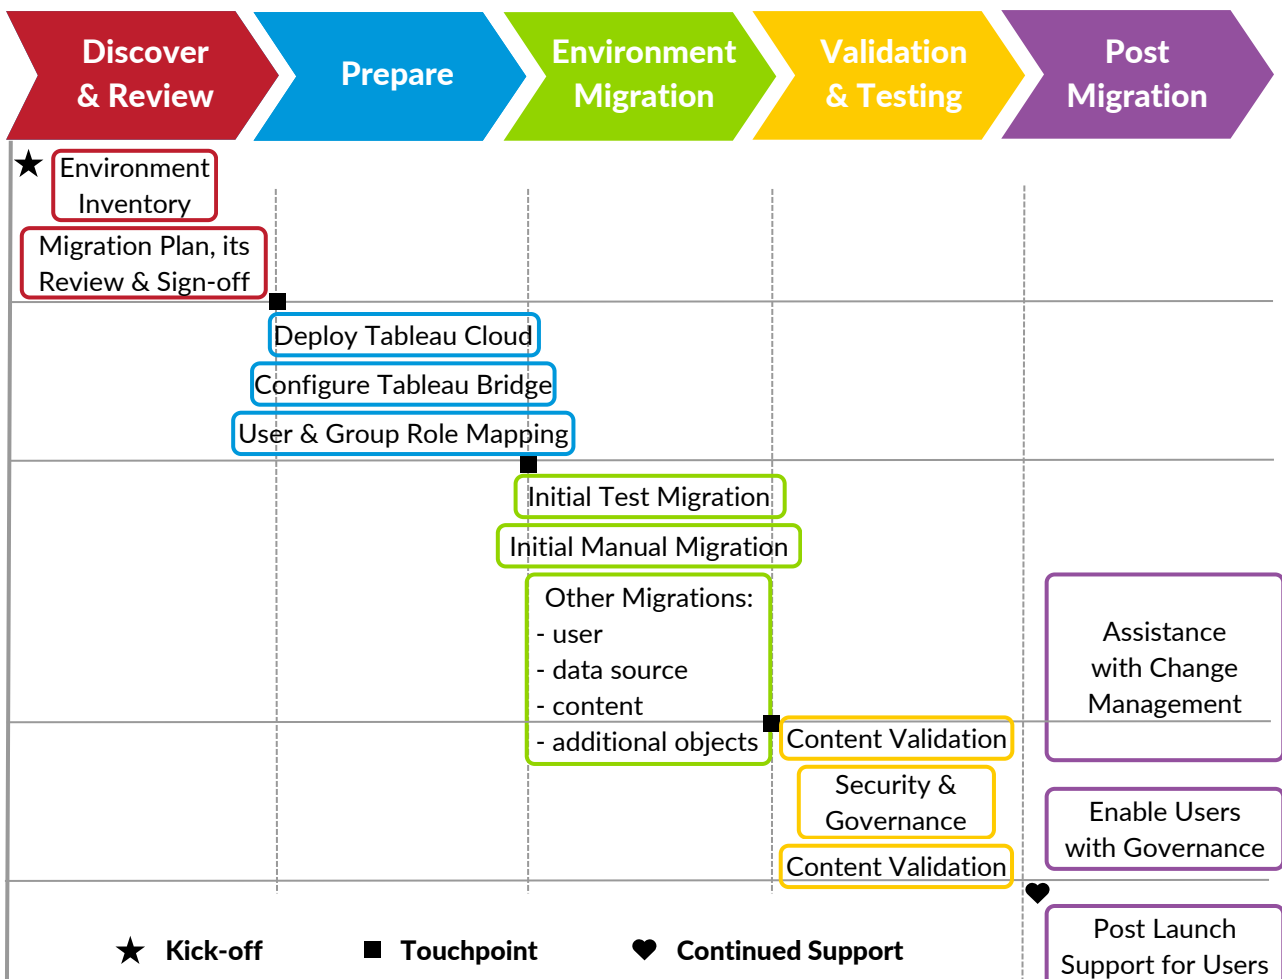 Discover
& Review
Prepare
Environment
Migration
Validation
& Testing
Post
Migration
Environment
Inventory
Migration Plan, its
Review & Sign-off
Deploy Tableau Cloud
Configure Tableau Bridge
User & Group Role Mapping
Initial Test Migration
Initial Manual Migration
Other Migrations:
- user
- data source
- content
- additional objects
Content Validation
Security &
Governance
Content Validation
Assistance
with Change
Management
Enable Users
with Governance
Post Launch
Support for Users
Kick-off
Touchpoint
Continued Support